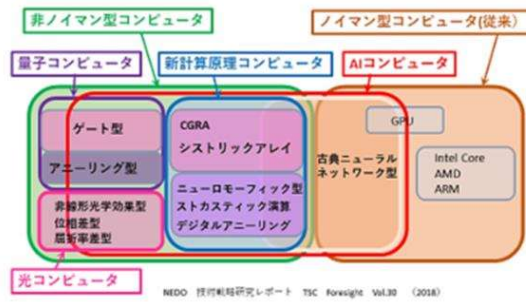 非ノイマン型コンピュータ
ノイマン型コンピュータ(従来)
量子コンピュータ
新計算原理コンピュータ
AIコンピュータ
ゲート型
アニーリング型
CGRA
シストリックアレイ
GPU
古典ニューラル
ネットワーク型
Intel Core
AMD
ARM
非線形光学効果型
位相差型
屈折率差型
ニューロモーフィック型
ストカスティック演算
デジタルアニーリング
光コンピュータ
NEDO 技術戦略研究レポート TSC Foresight Vol.30 (2018)